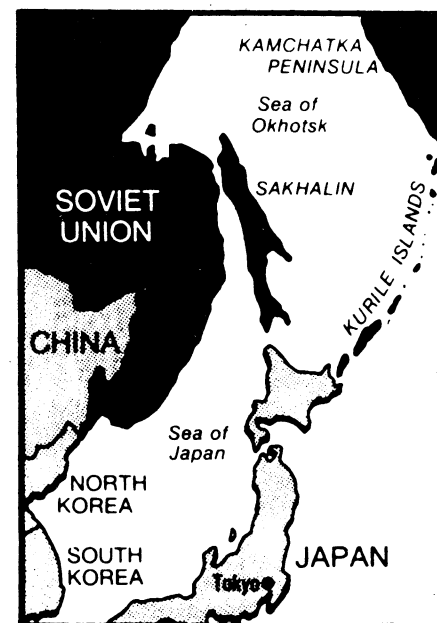 KAMCHATKA
PENINSULA
Sea of
Okhotsk
SAKHALIN
SOVIET
UNION
KURILE ISLANDS
CHINA
Sea of
Japan
NORTH
KOREA
SOUTH
KOREA
JAPAN
Tokyo